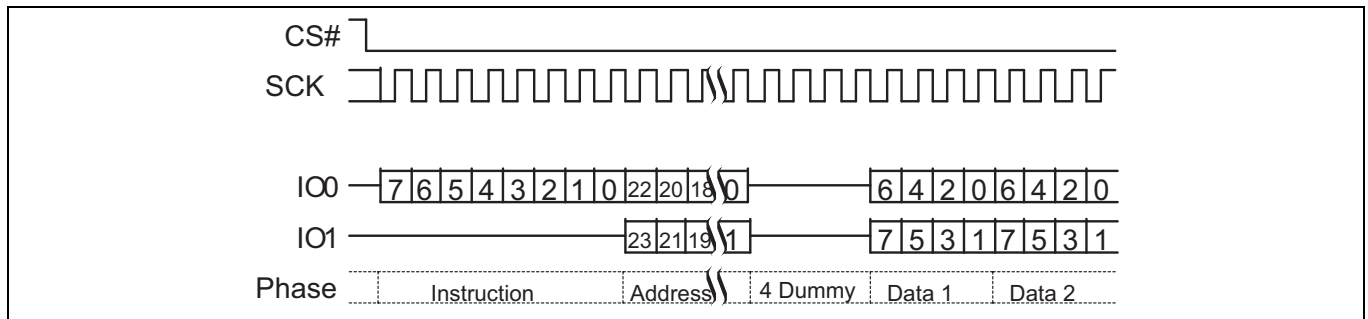 CS#
SCK
IO0 7 6 5 4 3 2 1 0 22 20 18 0 6 4 2 0 6 4 2 0
IO1 23 21 19 1 7 5 3 1 7 5 3 1
Phase Instruction Address 4 Dummy Data 1 Data 2